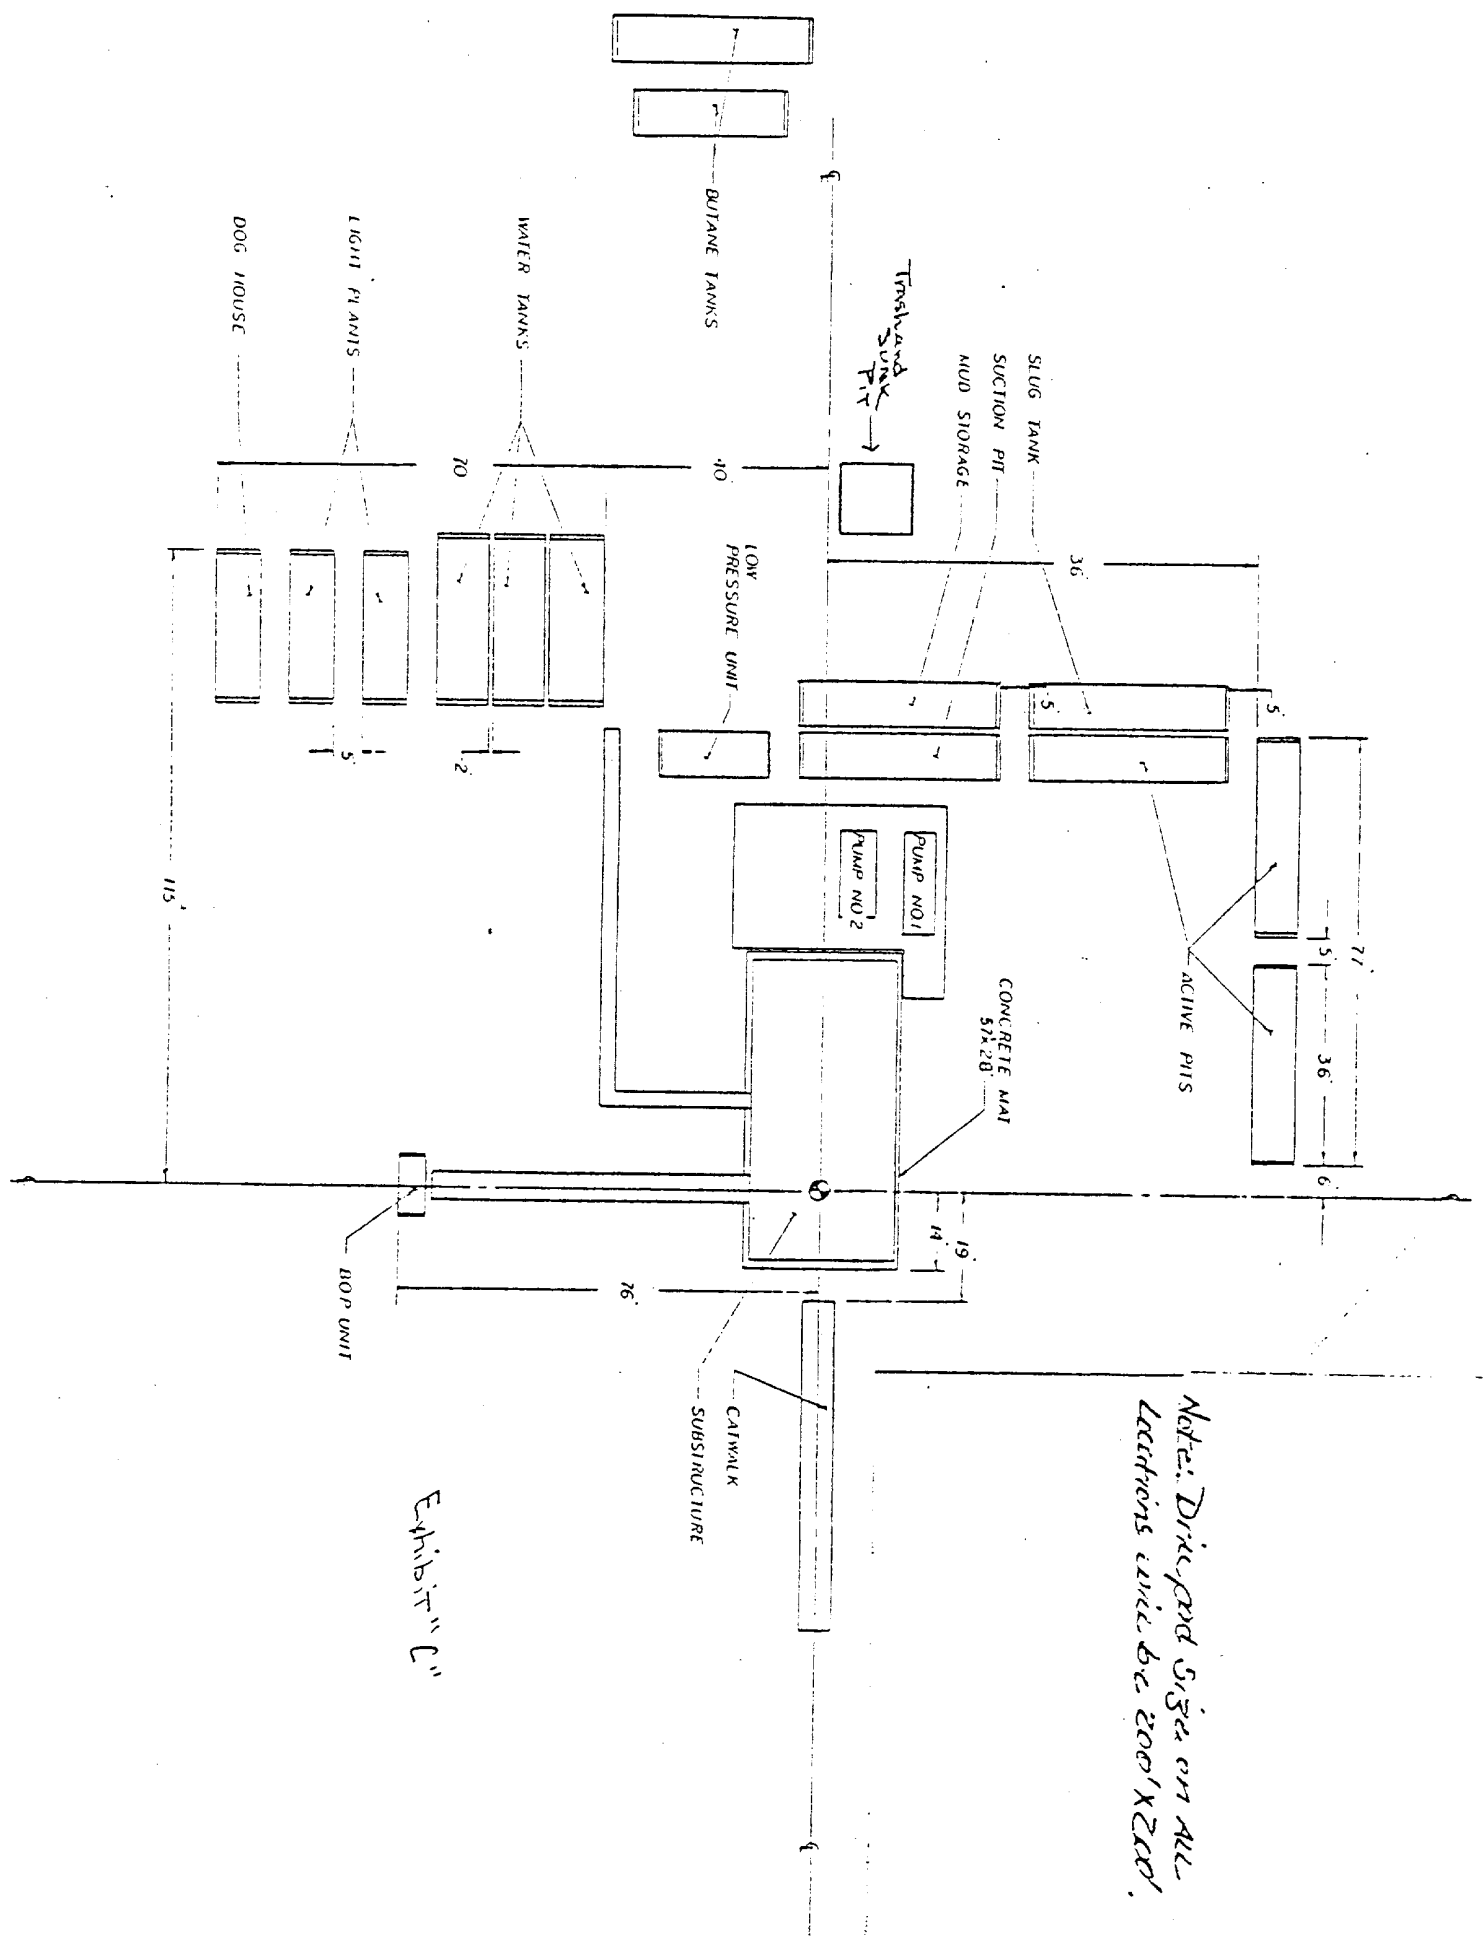 BUTANE TANKS
WATER TANKS
LIGHT PLANTS
DOG HOUSE
Trash and
Junk
Pit
SLUG TANK
SUCTION PIT
MUD STORAGE
70'
40'
36'
LOW
PRESSURE UNIT
5'
5'
5'
2'
115'
PUMP NO.1
PUMP NO 2
77'
5'
36'
6'
ACTIVE PITS
CONCRETE MAT
57'x28'
14'
19'
76'
BOP UNIT
CATWALK
SUBSTRUCTURE
Exhibit "C"
Note: Drill pad Size on ALL
Locations will be 200' X 200'.